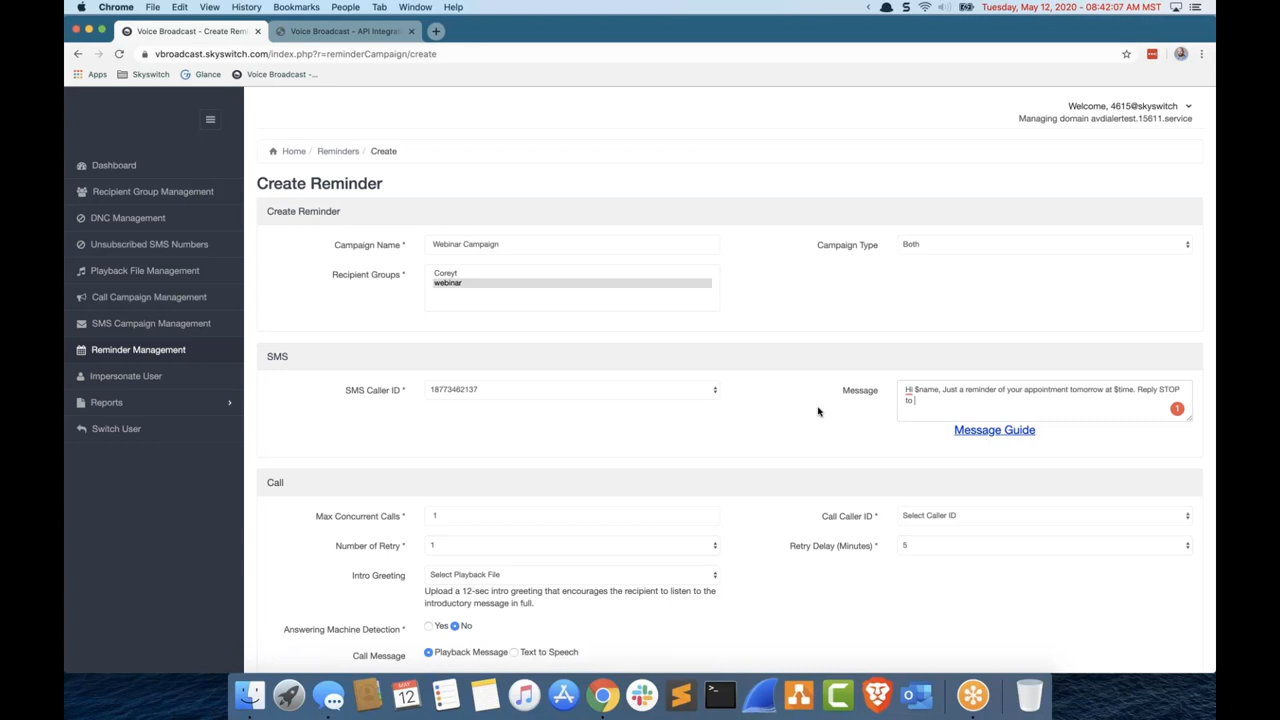 Chrome File Edit View History Bookmarks People Tab Window Help
Tuesday, May 12, 2020 - 08:42:07 AM MST
Voice Broadcast - Create Remi
Voice Broadcast - API Integrat
vbroadcast.skyswitch.com/index.php?r=reminderCampaign/create
Apps Skyswitch Glance Voice Broadcast -...
Welcome, 4615@skyswitch
Managing domain avdialertest.15611.service
Dashboard
Recipient Group Management
DNC Management
Unsubscribed SMS Numbers
Playback File Management
Call Campaign Management
SMS Campaign Management
Reminder Management
Impersonate User
Reports
Switch User
Home / Reminders / Create
Create Reminder
Create Reminder
Campaign Name * Webinar Campaign
Campaign Type Both
Recipient Groups * Coreyt
webinar
SMS
SMS Caller ID * 18773462137
Message Hi $name, Just a reminder of your appointment tomorrow at $time. Reply STOP
to
1
Message Guide
Call
Max Concurrent Calls * 1
Call Caller ID * Select Caller ID
Number of Retry * 1
Retry Delay (Minutes) * 5
Intro Greeting Select Playback File
Upload a 12-sec intro greeting that encourages the recipient to listen to the
introductory message in full.
Answering Machine Detection * Yes No
Call Message Playback Message Text to Speech
MAY
12